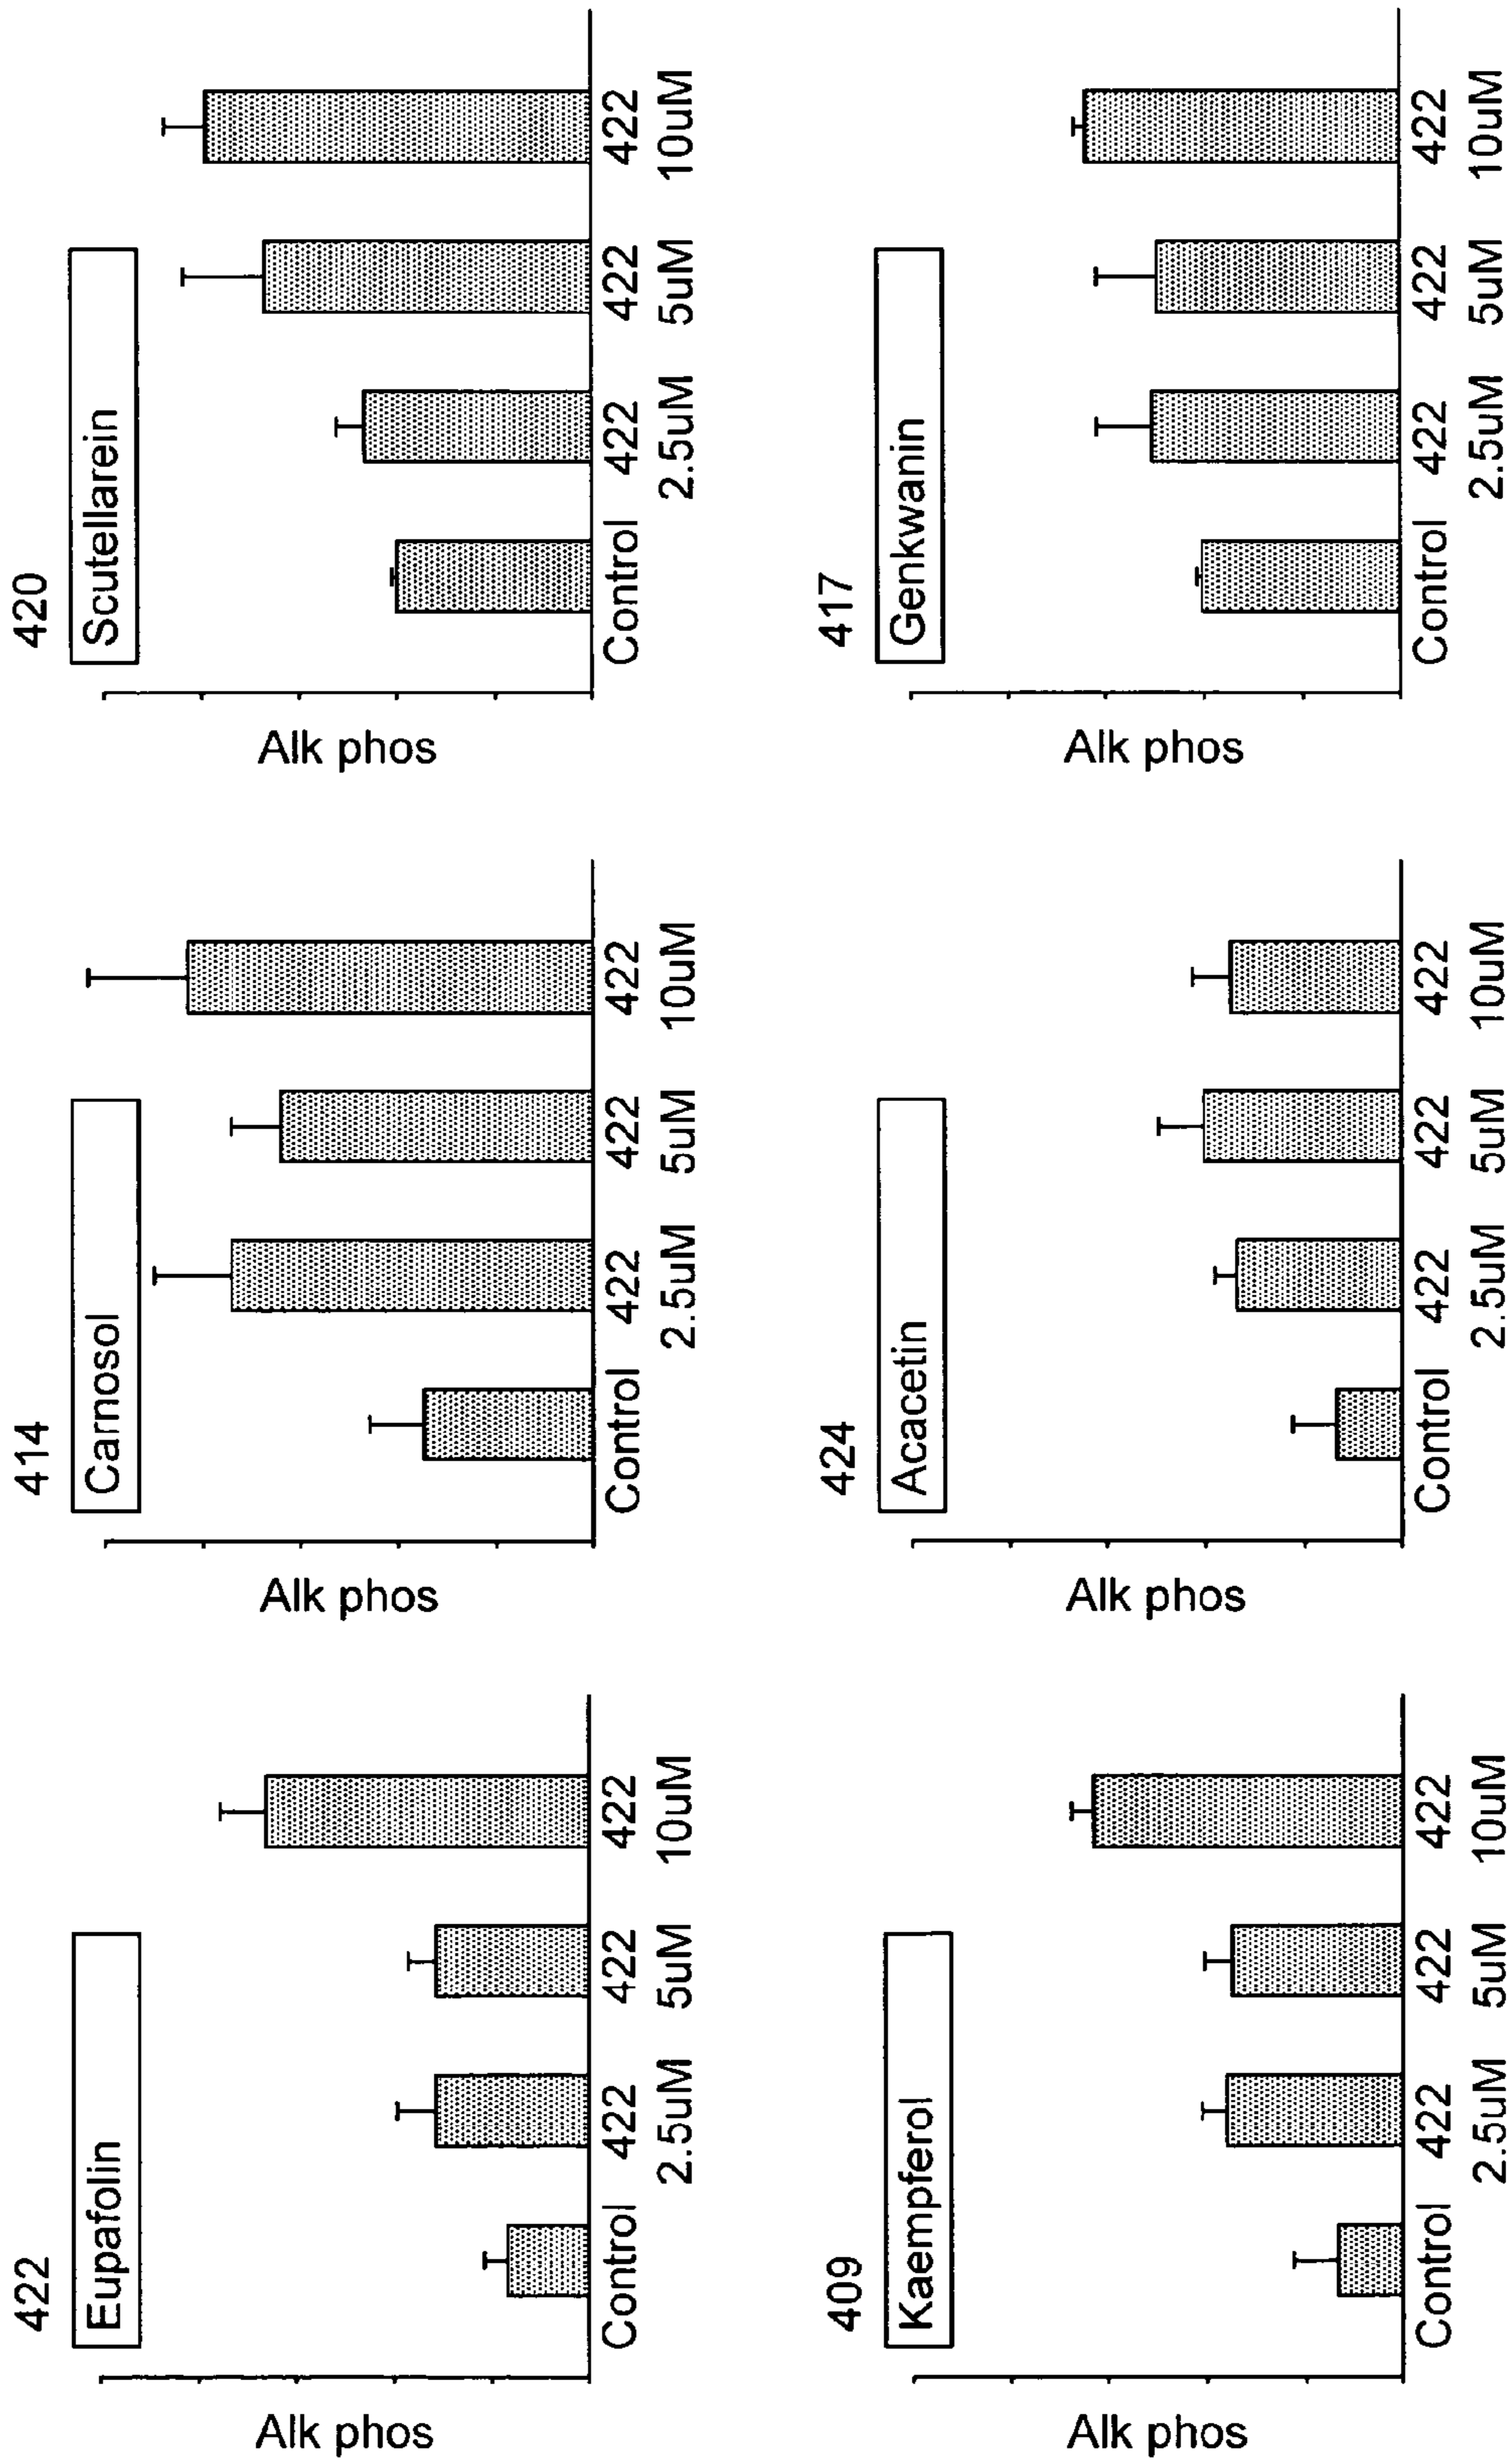 422
Eupafolin
Alk phos
Control 422 422 422
2.5uM 5uM 10uM
414
Carnosol
Alk phos
Control 422 422 422
2.5uM 5uM 10uM
420
Scutellarein
Alk phos
Control 422 422 422
2.5uM 5uM 10uM
409
Kaempferol
Alk phos
Control 422 422 422
2.5uM 5uM 10uM
424
Acacetin
Alk phos
Control 422 422 422
2.5uM 5uM 10uM
417
Genkwanin
Alk phos
Control 422 422 422
2.5uM 5uM 10uM